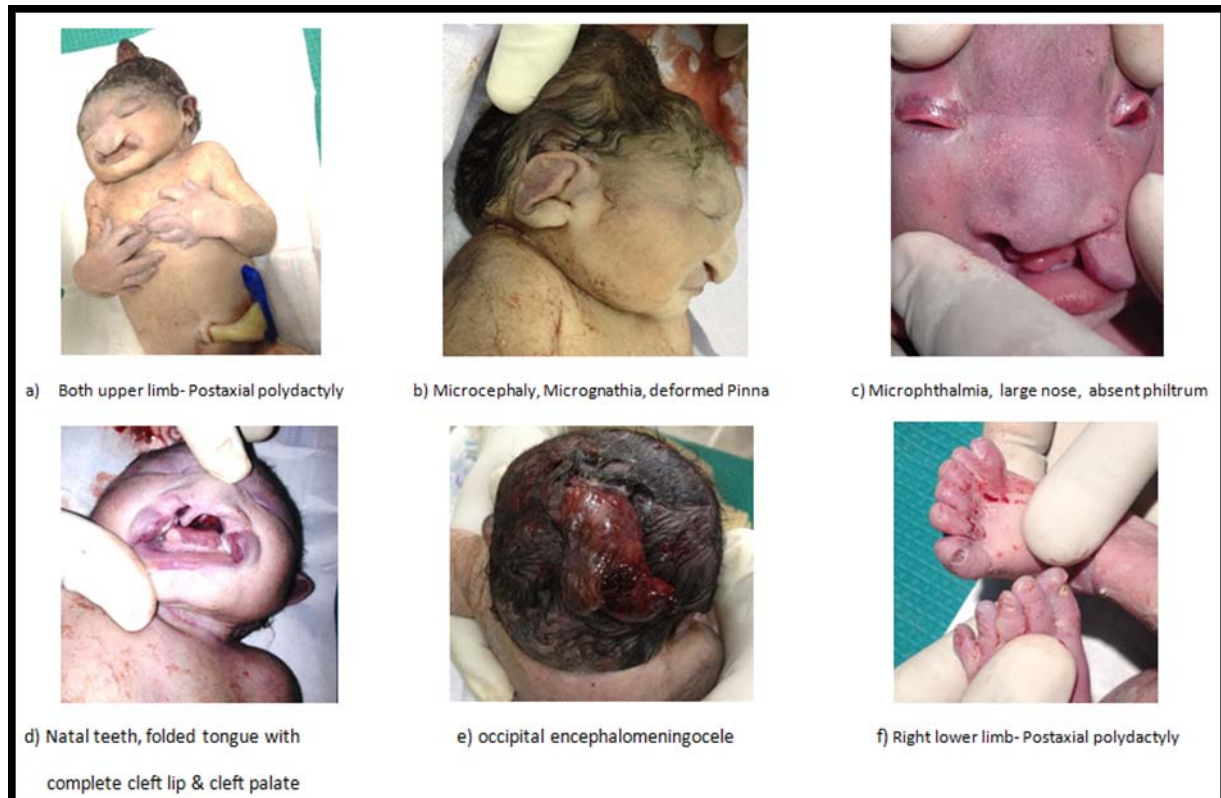 a) Both upper limb- Postaxial polydactyly
b) Microcephaly, Micrognathia, deformed Pinna
c) Microphthalmia, large nose, absent philtrum
d) Natal teeth, folded tongue with
complete cleft lip & cleft palate
e) occipital encephalomeningocele
f) Right lower limb- Postaxial polydactyly